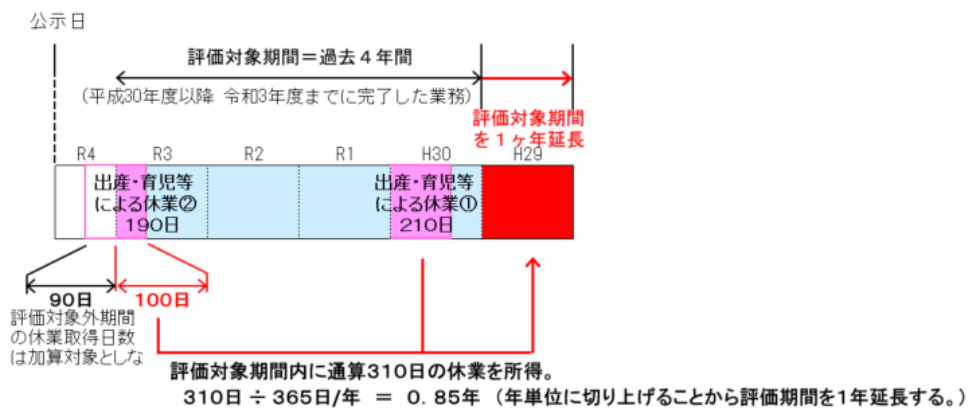 公示日
評価対象期間＝過去４年間
（平成30年度以降 令和3年度までに完了した業務）
評価対象期間
を１ヶ年延長
R4 R3 R2 R1 H30 H29
出産・育児等
による休業②
190日
出産・育児等
による休業①
210日
90日
100日
評価対象外期間
の休業取得日数
は加算対象としな
評価対象期間内に通算310日の休業を所得。
310日 ÷ 365日/年 ＝ 0.85年 （年単位に切り上げることから評価期間を1年延長する。）